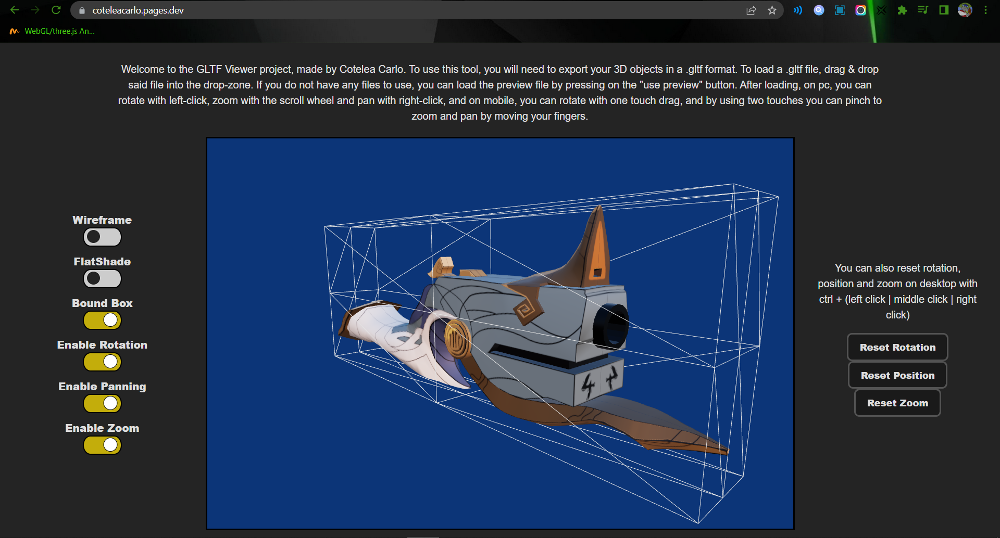 coteleacarlo.pages.dev
WebGL/three.js An...
Welcome to the GLTF Viewer project, made by Cotelea Carlo. To use this tool, you will need to export your 3D objects in a .gltf format. To load a .gltf file, drag & drop
said file into the drop-zone. If you do not have any files to use, you can load the preview file by pressing on the "use preview" button. After loading, on pc, you can
rotate with left-click, zoom with the scroll wheel and pan with right-click, and on mobile, you can rotate with one touch drag, and by using two touches you can pinch to
zoom and pan by moving your fingers.
Wireframe
FlatShade
Bound Box
Enable Rotation
Enable Panning
Enable Zoom
You can also reset rotation,
position and zoom on desktop with
ctrl + (left click | middle click | right
click)
Reset Rotation
Reset Position
Reset Zoom